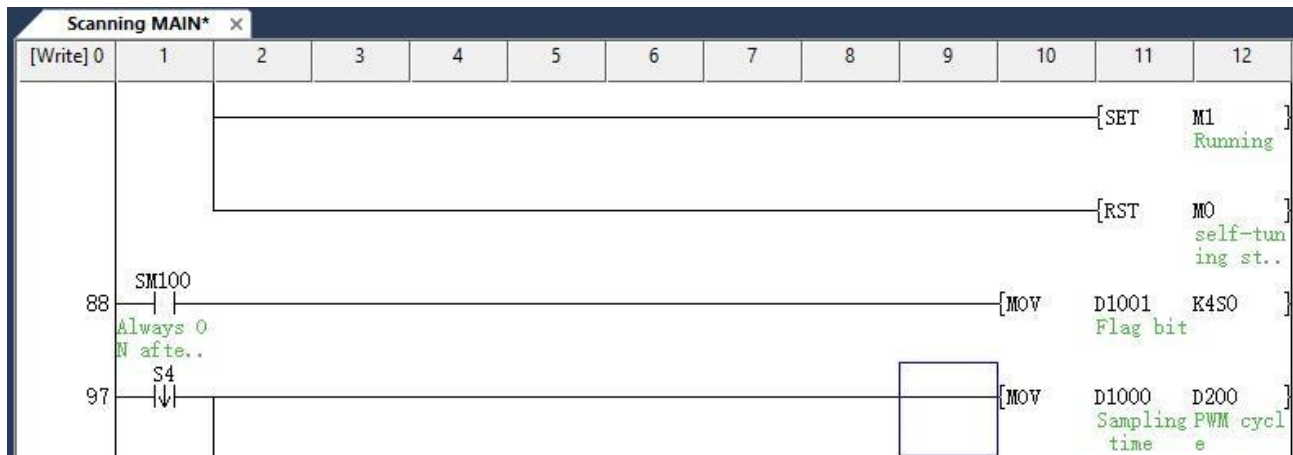 Scanning MAIN* ×
[Write] 0 1 2 3 4 5 6 7 8 9 10 11 12
[SET M1 ]
Running
[RST M0 ]
self-tun
ing st..
SM100
88 [MOV D1001 K4S0 ]
Always O Flag bit
N afte..
S4
97 [MOV D1000 D200 ]
Sampling PWM cycl
time e